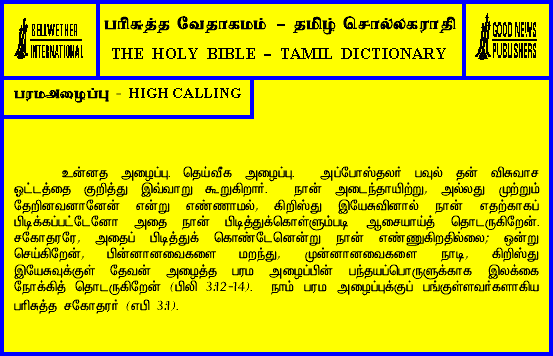 BELLWETHER
INTERNATIONAL
பரிசுத்த வேதாகமம் – தமிழ் சொல்லகராதி
THE HOLY BIBLE – TAMIL DICTIONARY
GOOD NEWS
PUBLISHERS
பரமஅழைப்பு - HIGH CALLING
உன்னத அழைப்பு. தெய்வீக அழைப்பு. அப்போஸ்தலர் பவுல் தன் விசுவாச
ஓட்டத்தை குறித்து இவ்வாறு கூறுகிறார். நான் அடைந்தாயிற்று, அல்லது முற்றும்
தேறினவனானேன் என்று எண்ணாமல், கிறிஸ்து இயேசுவினால் நான் எதற்காகப்
பிடிக்கப்பட்டேனோ அதை நான் பிடித்துக்கொள்ளும்படி ஆசையாய்த் தொடருகிறேன்.
சகோதரரே, அதைப் பிடித்துக் கொண்டேனென்று நான் எண்ணுகிறதில்லை; ஒன்று
செய்கிறேன், பின்னானவைகளை மறந்து, முன்னானவைகளை நாடி, கிறிஸ்து
இயேசுவுக்குள் தேவன் அழைத்த பரம அழைப்பின் பந்தயப்பொருளுக்காக இலக்கை
நோக்கித் தொடருகிறேன் (பிலி 3:12-14). நாம் பரம அழைப்புக்குப் பங்குள்ளவர்களாகிய
பரிசுத்த சகோதரர் (எபி 3:1).